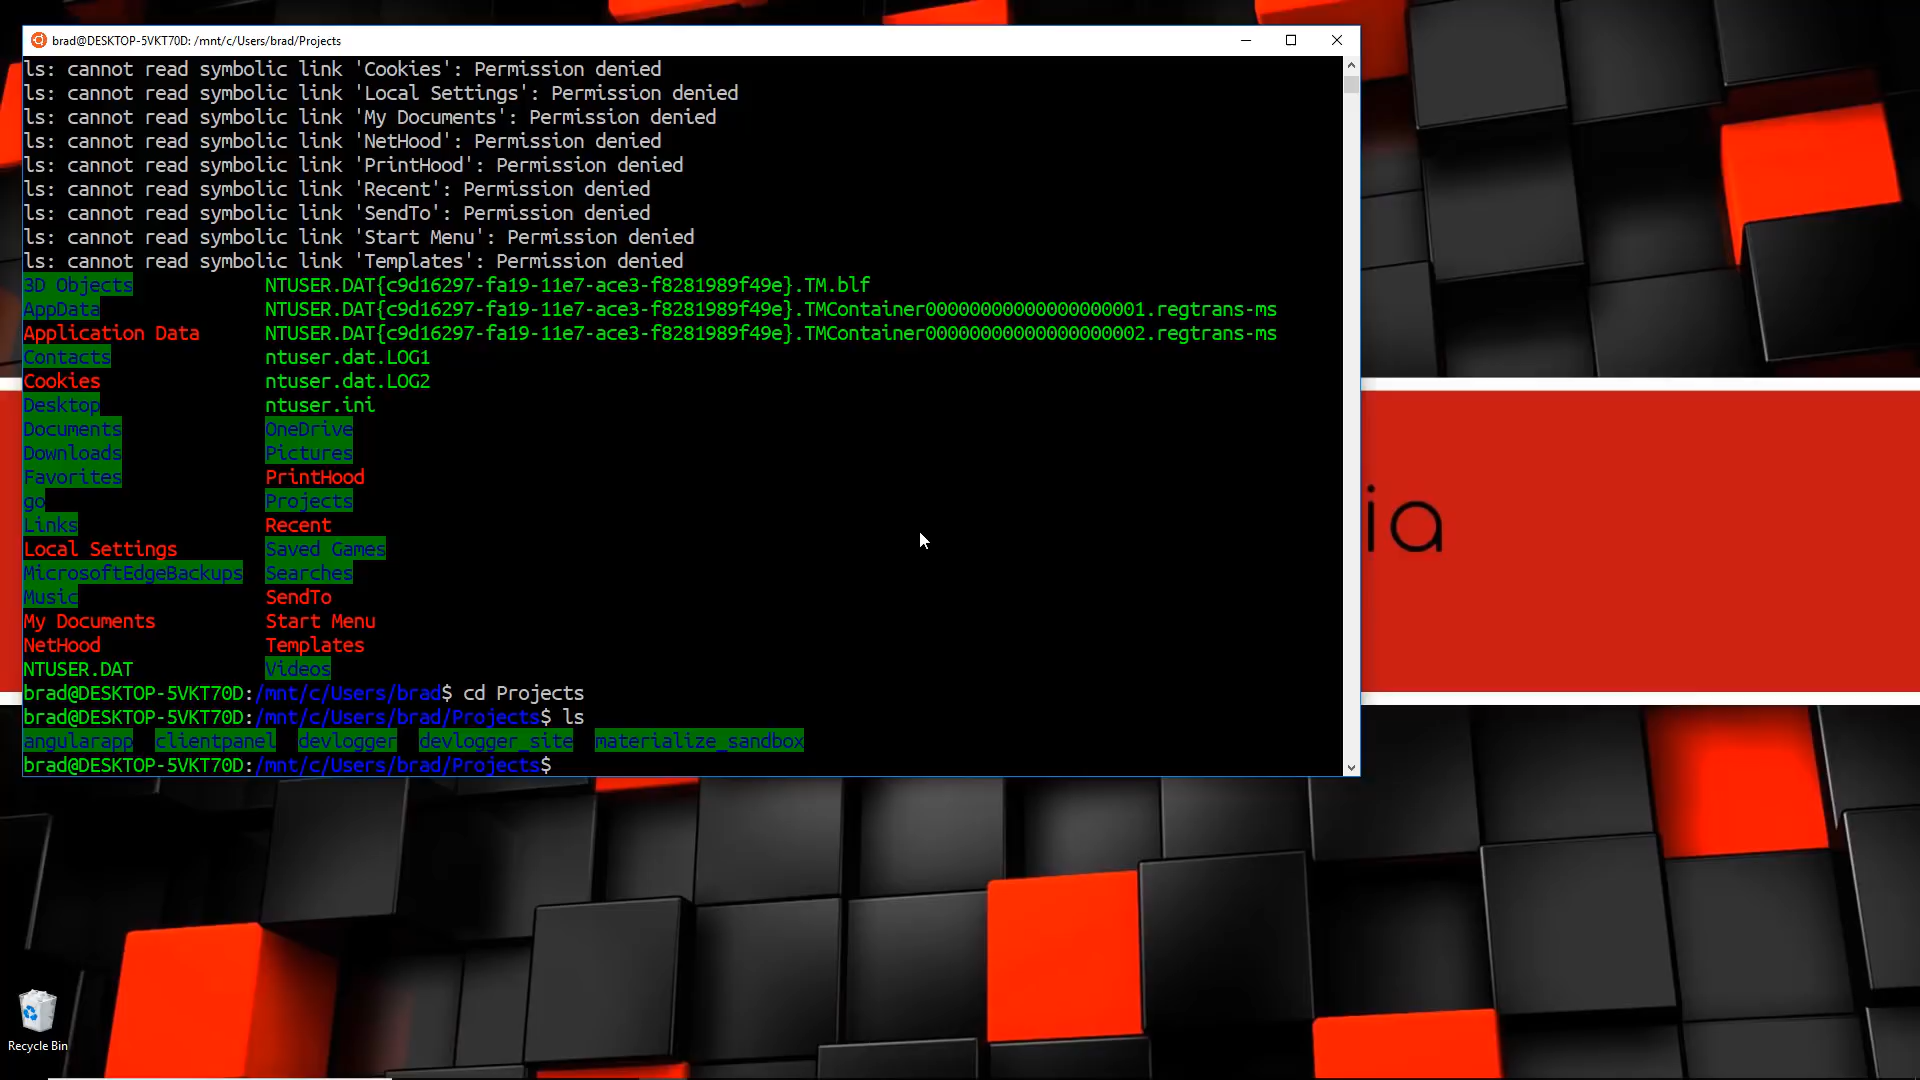 brad@DESKTOP-5VKT70D: /mnt/c/Users/brad/Projects
ls: cannot read symbolic link 'Cookies': Permission denied
ls: cannot read symbolic link 'Local Settings': Permission denied
ls: cannot read symbolic link 'My Documents': Permission denied
ls: cannot read symbolic link 'NetHood': Permission denied
ls: cannot read symbolic link 'PrintHood': Permission denied
ls: cannot read symbolic link 'Recent': Permission denied
ls: cannot read symbolic link 'SendTo': Permission denied
ls: cannot read symbolic link 'Start Menu': Permission denied
ls: cannot read symbolic link 'Templates': Permission denied
3D Objects NTUSER.DAT{c9d16297-fa19-11e7-ace3-f8281989f49e}.TM.blf
AppData NTUSER.DAT{c9d16297-fa19-11e7-ace3-f8281989f49e}.TMContainer00000000000000000001.regtrans-ms
Application Data NTUSER.DAT{c9d16297-fa19-11e7-ace3-f8281989f49e}.TMContainer00000000000000000002.regtrans-ms
Contacts ntuser.dat.LOG1
Cookies ntuser.dat.LOG2
Desktop ntuser.ini
Documents OneDrive
Downloads Pictures
Favorites PrintHood
go Projects
Links Recent
Local Settings Saved Games
MicrosoftEdgeBackups Searches
Music SendTo
My Documents Start Menu
NetHood Templates
NTUSER.DAT Videos
brad@DESKTOP-5VKT70D:/mnt/c/Users/brad$ cd Projects
brad@DESKTOP-5VKT70D:/mnt/c/Users/brad/Projects$ ls
angularapp clientpanel devlogger devlogger_site materialize_sandbox
brad@DESKTOP-5VKT70D:/mnt/c/Users/brad/Projects$
ia
Recycle Bin